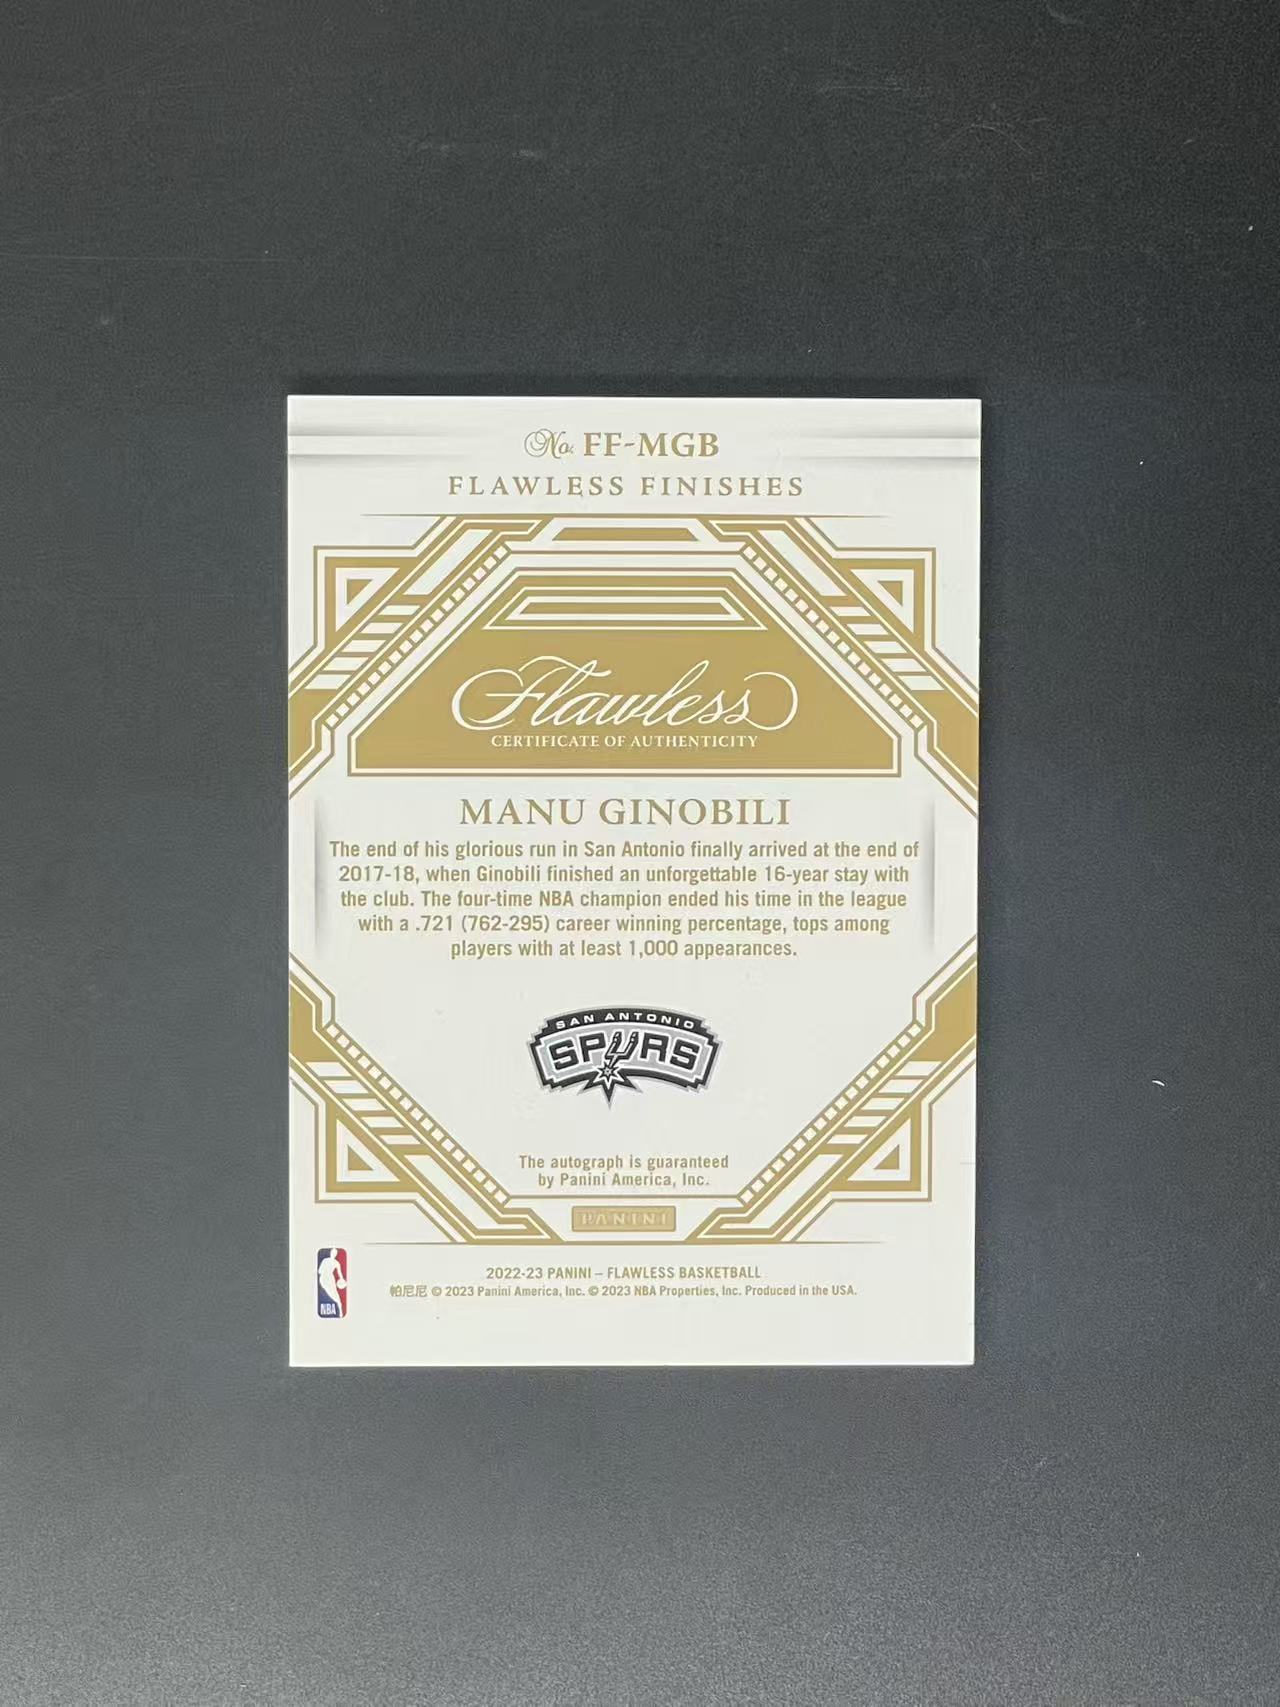 No. FF-MGB
FLAWLESS FINISHES
Flawless
CERTIFICATE OF AUTHENTICITY
MANU GINOBILI
The end of his glorious run in San Antonio finally arrived at the end of
2017-18, when Ginobili finished an unforgettable 16-year stay with
the club. The four-time NBA champion ended his time in the league
with a .721 (762-295) career winning percentage, tops among
players with at least 1,000 appearances.
SAN ANTONIO
SPURS
The autograph is guaranteed
by Panini America, Inc.
PANINI
NBA
2022-23 PANINI – FLAWLESS BASKETBALL
帕尼尼 © 2023 Panini America, Inc. © 2023 NBA Properties, Inc. Produced in the USA.